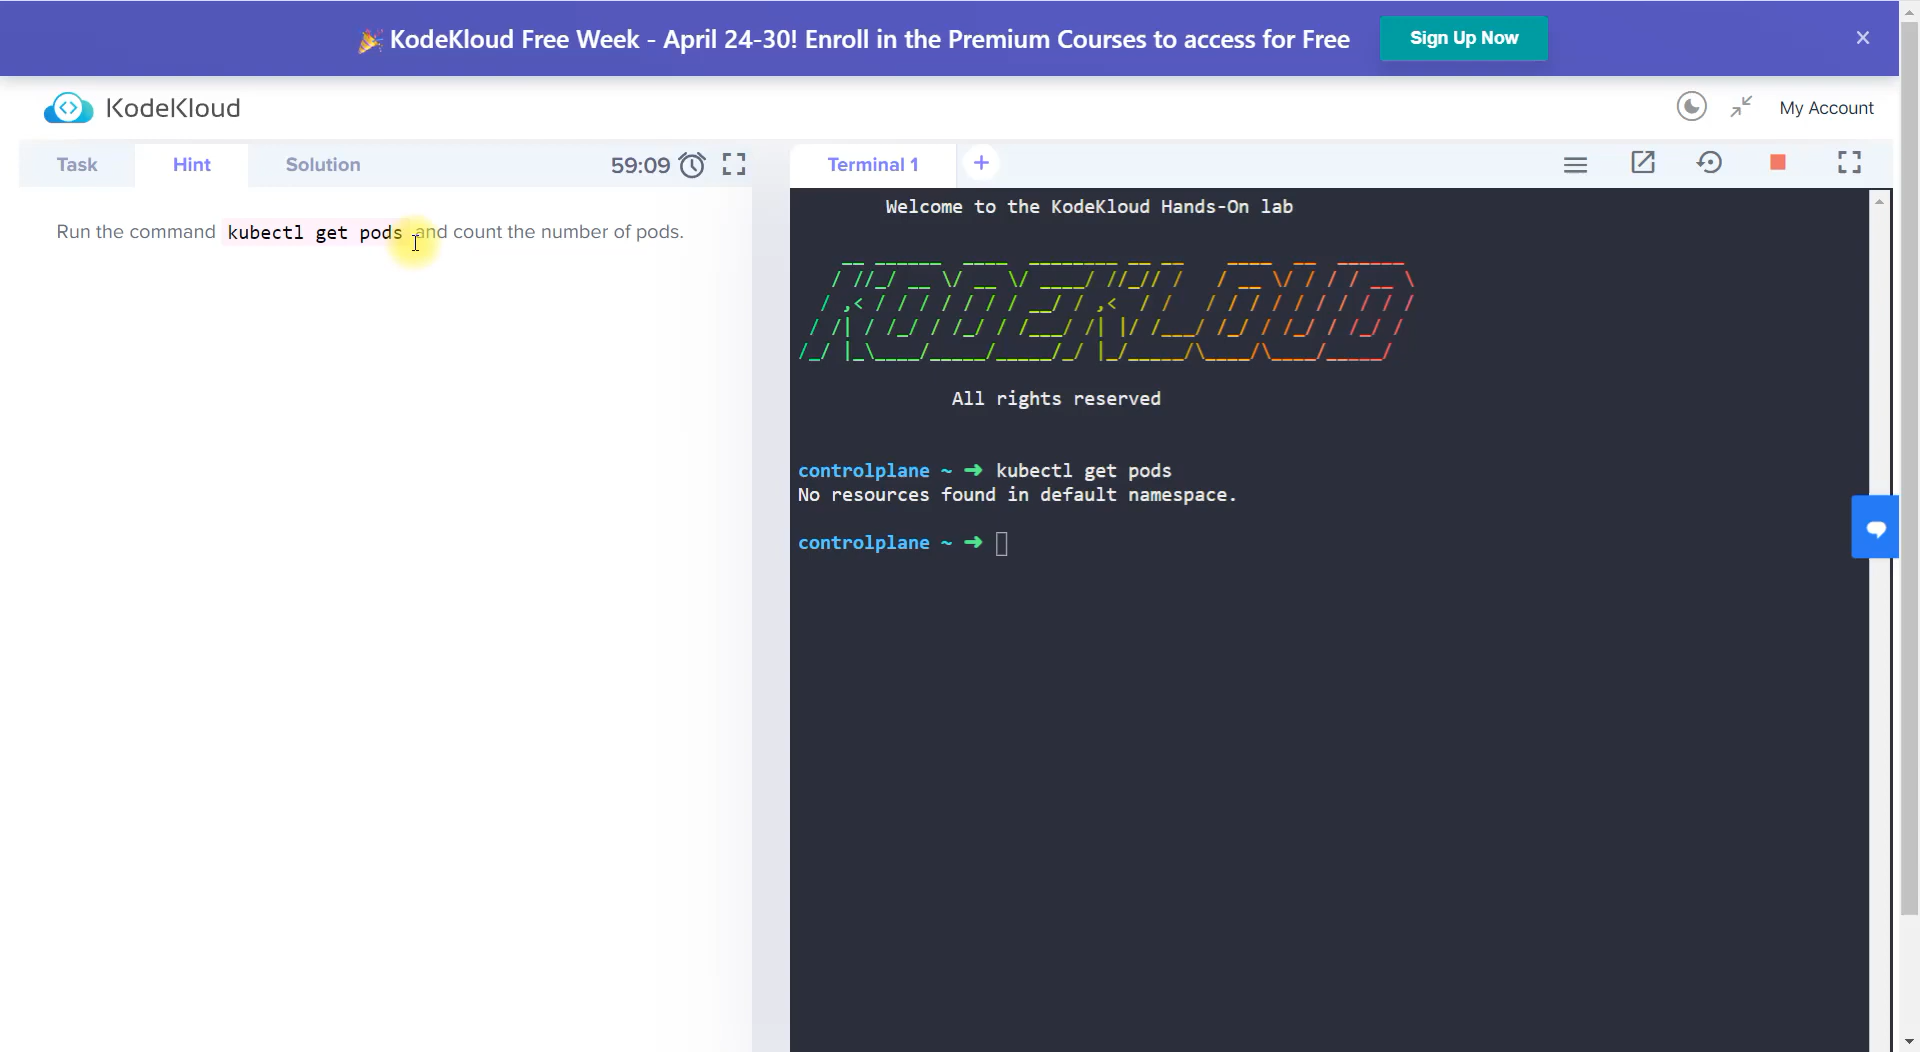 🎉 KodeKloud Free Week - April 24-30! Enroll in the Premium Courses to access for Free
Sign Up Now
KodeKloud
My Account
Task
Hint
Solution
59:09
Terminal 1
Run the command kubectl get pods and count the number of pods.
Welcome to the KodeKloud Hands-On lab
KODEKLOUD
All rights reserved
controlplane ~ ➜ kubectl get pods
No resources found in default namespace.
controlplane ~ ➜